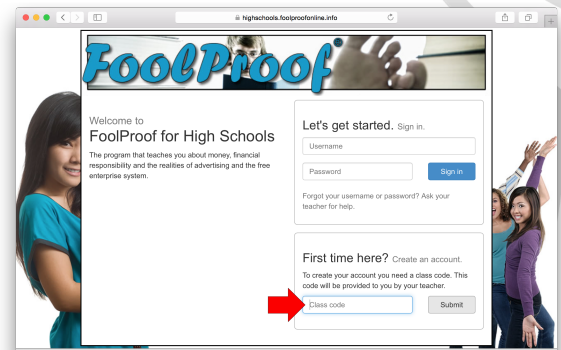 highschools.foolproofonline.info
FoolProof
Welcome to
FoolProof for High Schools
The program that teaches you about money, financial
responsibility and the realities of advertising and the free
enterprise system.
Let's get started. Sign in.
Username
Password
Sign in
Forgot your username or password? Ask your
teacher for help.
First time here? Create an account.
To create your account you need a class code. This
code will be provided to you by your teacher.
Class code
Submit